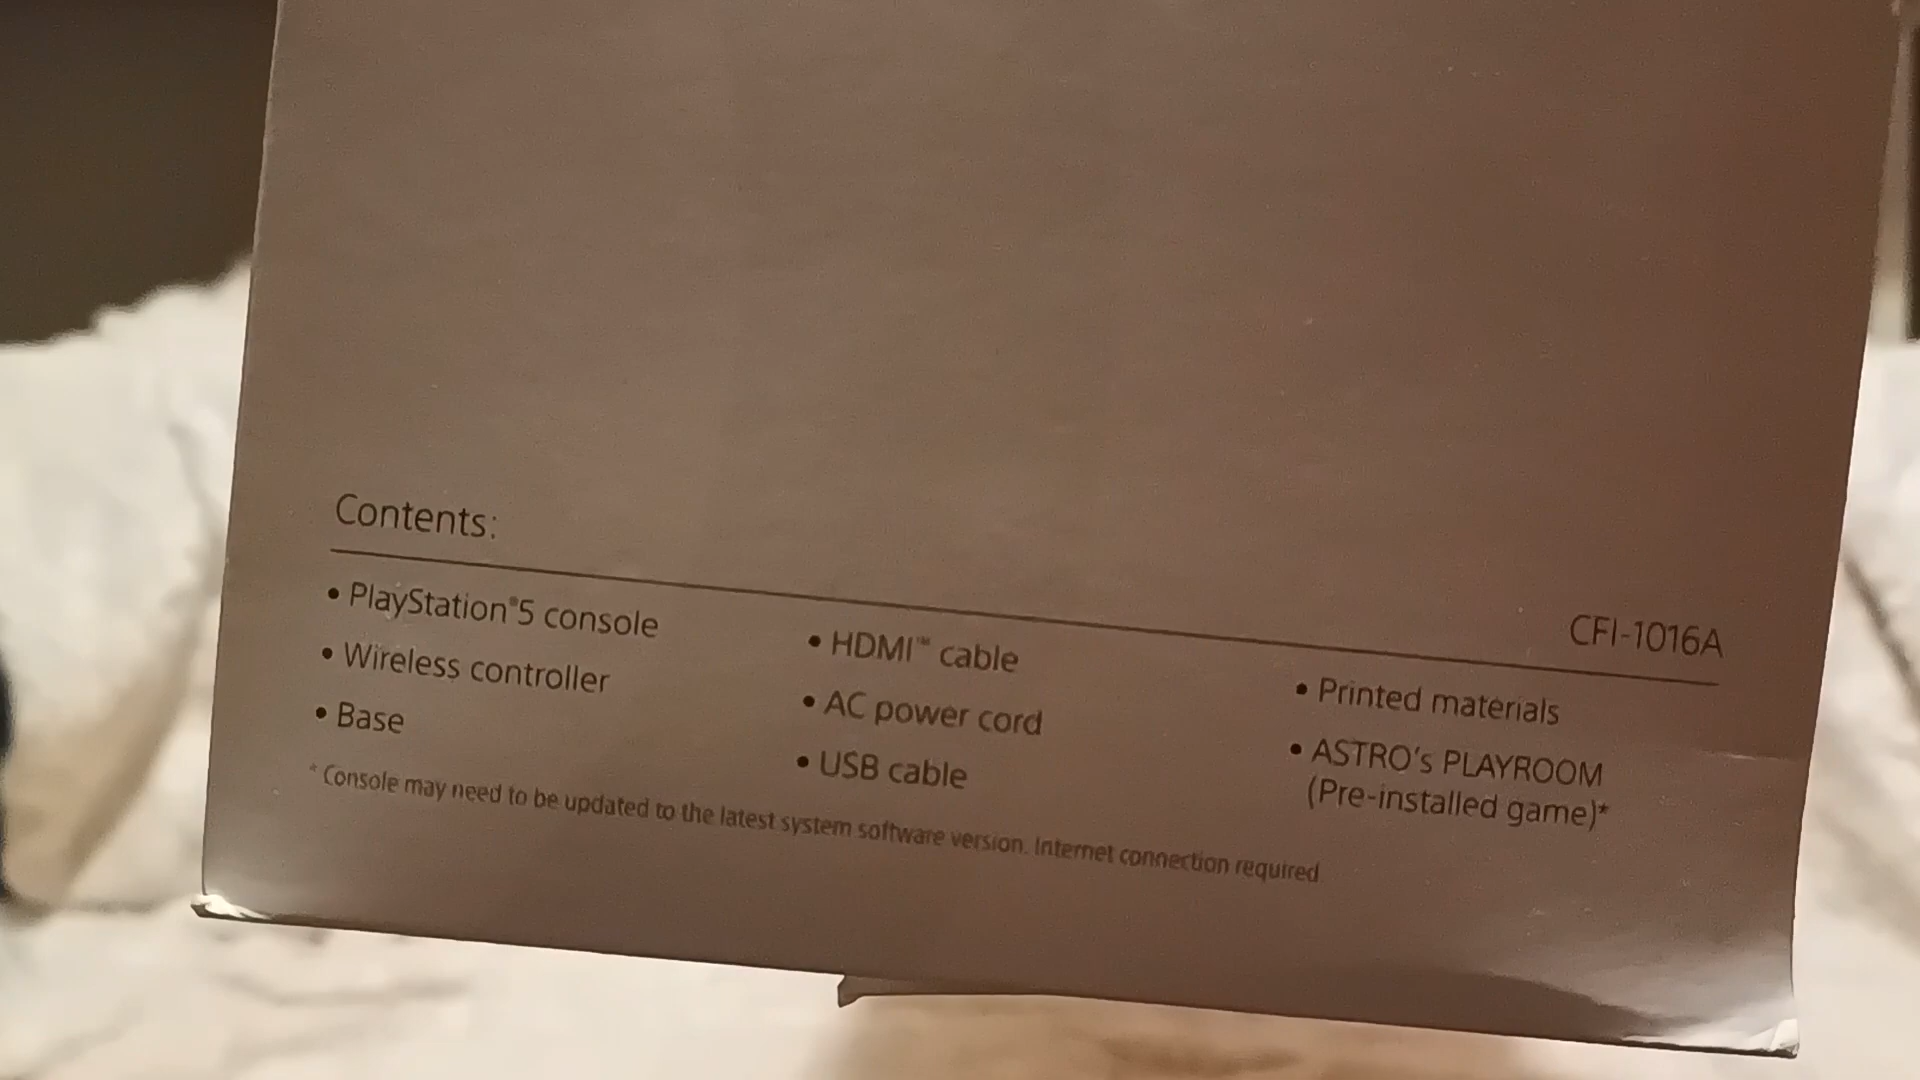 Contents:
CFI-1016A
• PlayStation®5 console
• Wireless controller
• Base
• HDMI™ cable
• AC power cord
• USB cable
• Printed materials
• ASTRO's PLAYROOM
(Pre-installed game)*
* Console may need to be updated to the latest system software version. Internet connection required